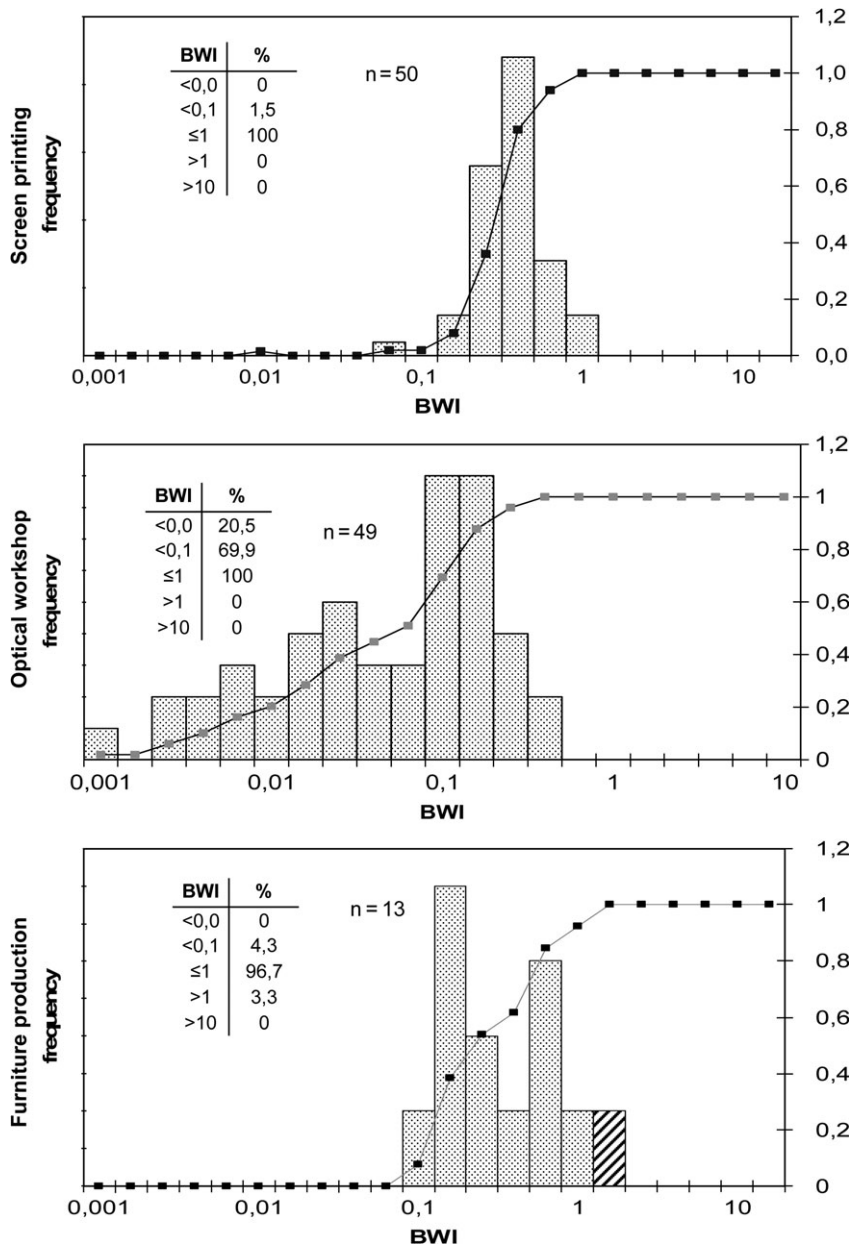 Screen printing
frequency
BWI %
<0,0 0
<0,1 1,5
≤1 100
>1 0
>10 0
n = 50
1,2
1,0
0,8
0,6
0,4
0,2
0,0
0,001 0,01 0,1 1 10
BWI
Optical workshop
frequency
BWI %
<0,0 20,5
<0,1 69,9
≤1 100
>1 0
>10 0
n = 49
1,2
1
0,8
0,6
0,4
0,2
0
0,001 0,01 0,1 1 10
BWI
Furniture production
frequency
BWI %
<0,0 0
<0,1 4,3
≤1 96,7
>1 3,3
>10 0
n = 13
1,2
1
0,8
0,6
0,4
0,2
0
0,001 0,01 0,1 1 10
BWI